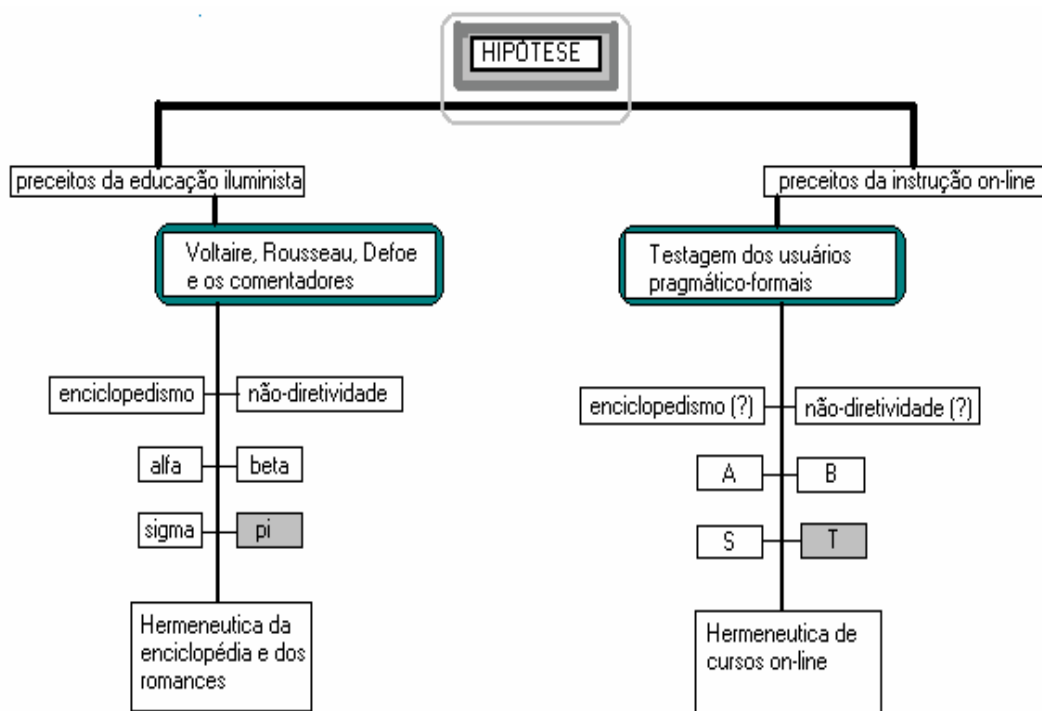 HIPÓTESE
preceitos da educação iluminista
preceitos da instrução on-line
Voltaire, Rousseau, Defoe
e os comentadores
Testagem dos usuários
pragmático-formais
enciclopedismo
não-diretividade
enciclopedismo (?)
não-diretividade (?)
alfa
beta
A
B
sigma
pi
S
T
Hermeneutica da
enciclopédia e dos
romances
Hermeneutica de
cursos on-line